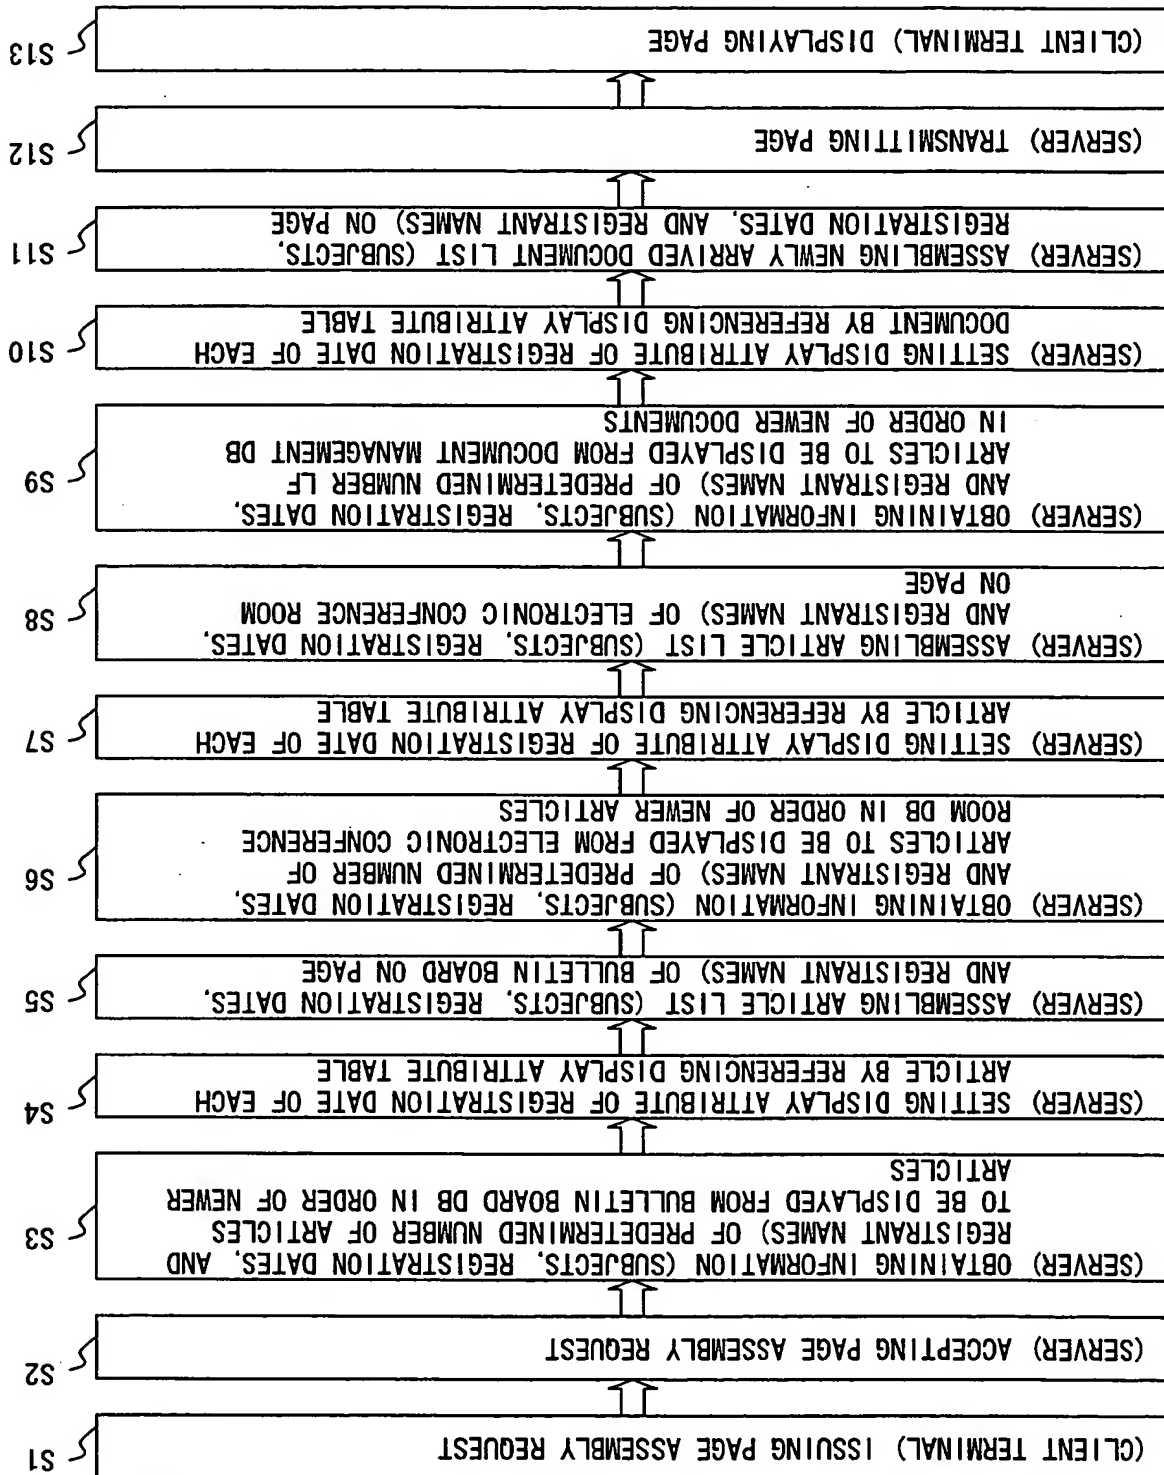 (CLIENT TERMINAL) ISSUING PAGE ASSEMBLY REQUEST
S1
(SERVER) ACCEPTING PAGE ASSEMBLY REQUEST
S2
(SERVER) OBTAINING INFORMATION (SUBJECTS, REGISTRATION DATES, AND
REGISTRANT NAMES) OF PREDETERMINED NUMBER OF ARTICLES
TO BE DISPLAYED FROM BULLETIN BOARD DB IN ORDER OF NEWER
ARTICLES
S3
(SERVER) SETTING DISPLAY ATTRIBUTE OF REGISTRATION DATE OF EACH
ARTICLE BY REFERENCING DISPLAY ATTRIBUTE TABLE
S4
(SERVER) ASSEMBLING ARTICLE LIST (SUBJECTS, REGISTRATION DATES,
AND REGISTRANT NAMES) OF BULLETIN BOARD ON PAGE
S5
(SERVER) OBTAINING INFORMATION (SUBJECTS, REGISTRATION DATES,
AND REGISTRANT NAMES) OF PREDETERMINED NUMBER OF
ARTICLES TO BE DISPLAYED FROM ELECTRONIC CONFERENCE
ROOM DB IN ORDER OF NEWER ARTICLES
S6
(SERVER) SETTING DISPLAY ATTRIBUTE OF REGISTRATION DATE OF EACH
ARTICLE BY REFERENCING DISPLAY ATTRIBUTE TABLE
S7
(SERVER) ASSEMBLING ARTICLE LIST (SUBJECTS, REGISTRATION DATES,
AND REGISTRANT NAMES) OF ELECTRONIC CONFERENCE ROOM
ON PAGE
S8
(SERVER) OBTAINING INFORMATION (SUBJECTS, REGISTRATION DATES,
AND REGISTRANT NAMES) OF PREDETERMINED NUMBER LF
ARTICLES TO BE DISPLAYED FROM DOCUMENT MANAGEMENT DB
IN ORDER OF NEWER DOCUMENTS
S9
(SERVER) SETTING DISPLAY ATTRIBUTE OF REGISTRATION DATE OF EACH
DOCUMENT BY REFERENCING DISPLAY ATTRIBUTE TABLE
S10
(SERVER) ASSEMBLING NEWLY ARRIVED DOCUMENT LIST (SUBJECTS,
REGISTRATION DATES, AND REGISTRANT NAMES) ON PAGE
S11
(SERVER) TRANSMITTING PAGE
S12
(CLIENT TERMINAL) DISPLAYING PAGE
S13